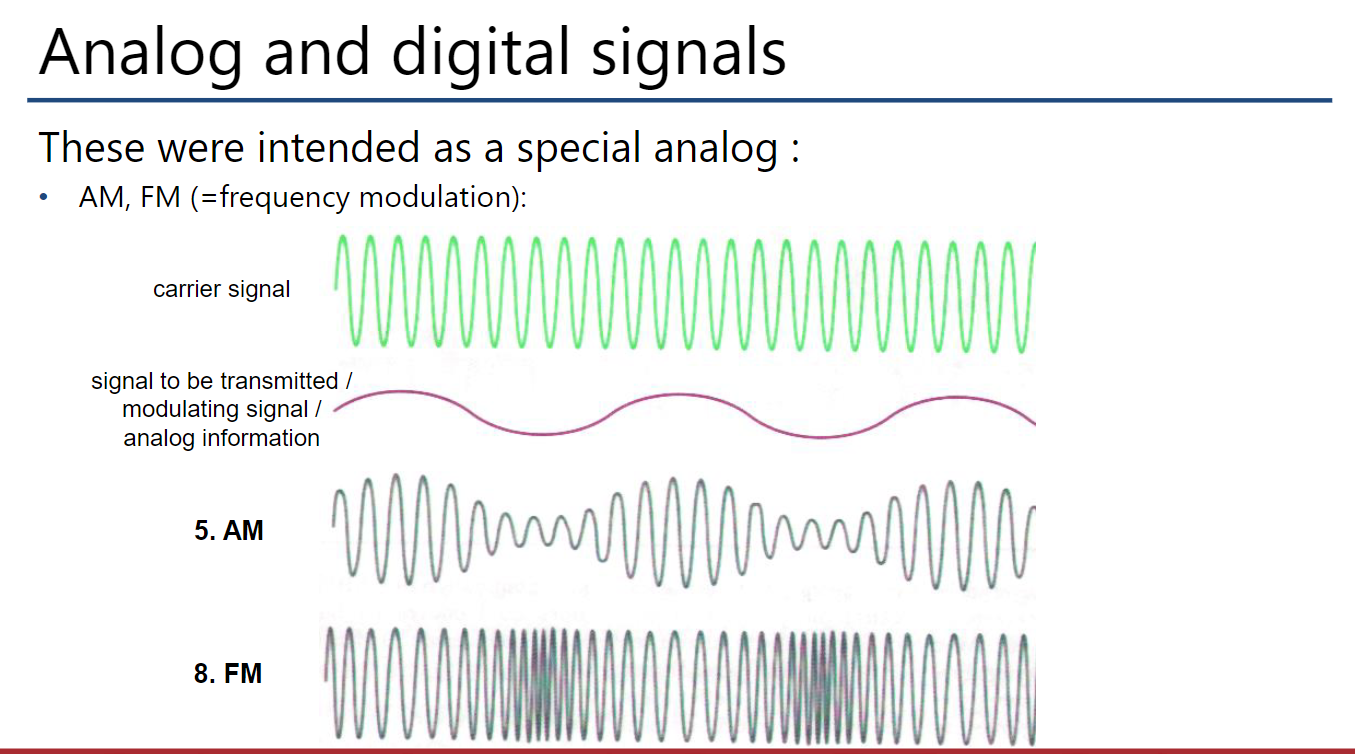 Analog and digital signals
These were intended as a special analog :
• AM, FM (=frequency modulation):
carrier signal
signal to be transmitted /
modulating signal /
analog information
5. AM
8. FM